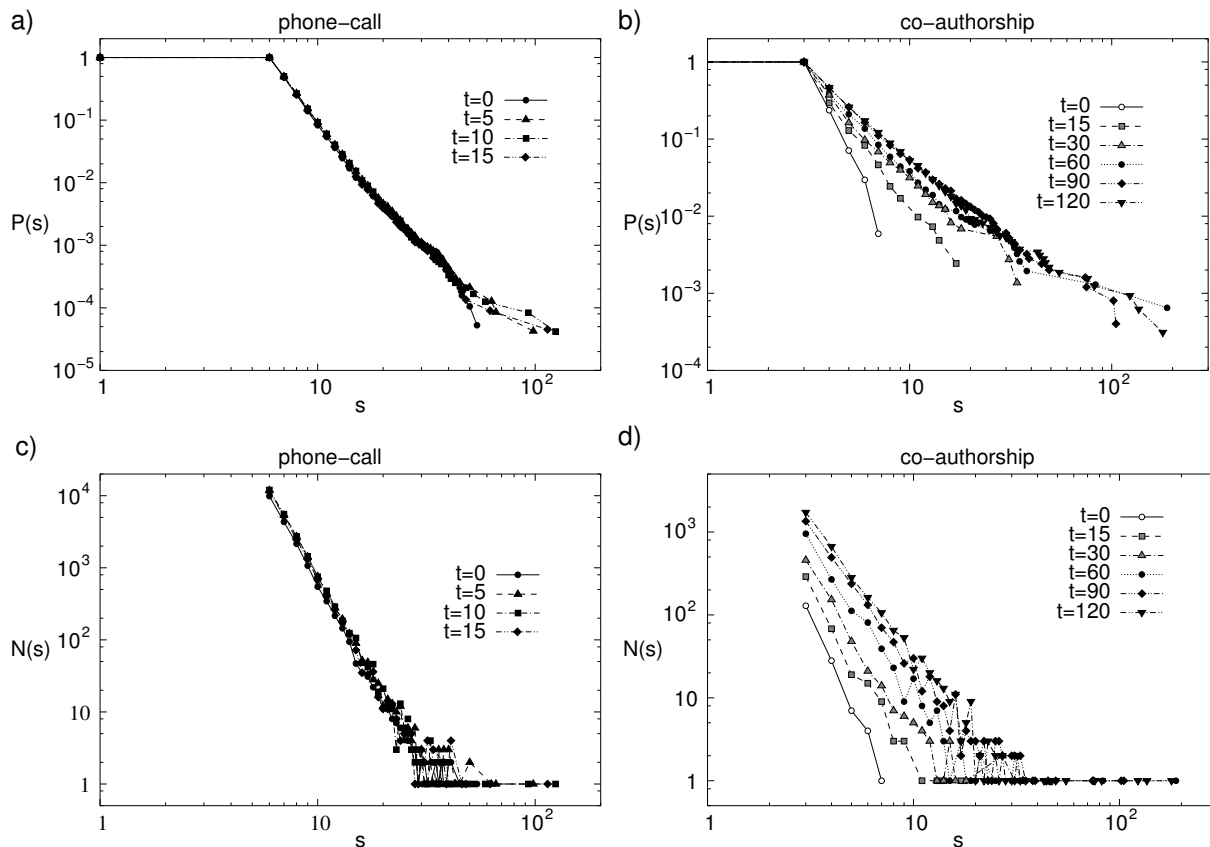 a)
phone−call
P(s)
1
10^-1
10^-2
10^-3
10^-4
10^-5
t=0
t=5
t=10
t=15
1
10
10^2
s
b)
co−authorship
P(s)
1
10^-1
10^-2
10^-3
10^-4
t=0
t=15
t=30
t=60
t=90
t=120
1
10
10^2
s
c)
phone−call
N(s)
10^4
10^3
10^2
10
1
t=0
t=5
t=10
t=15
1
10
10^2
s
d)
co−authorship
N(s)
10^3
10^2
10
1
t=0
t=15
t=30
t=60
t=90
t=120
1
10
10^2
s